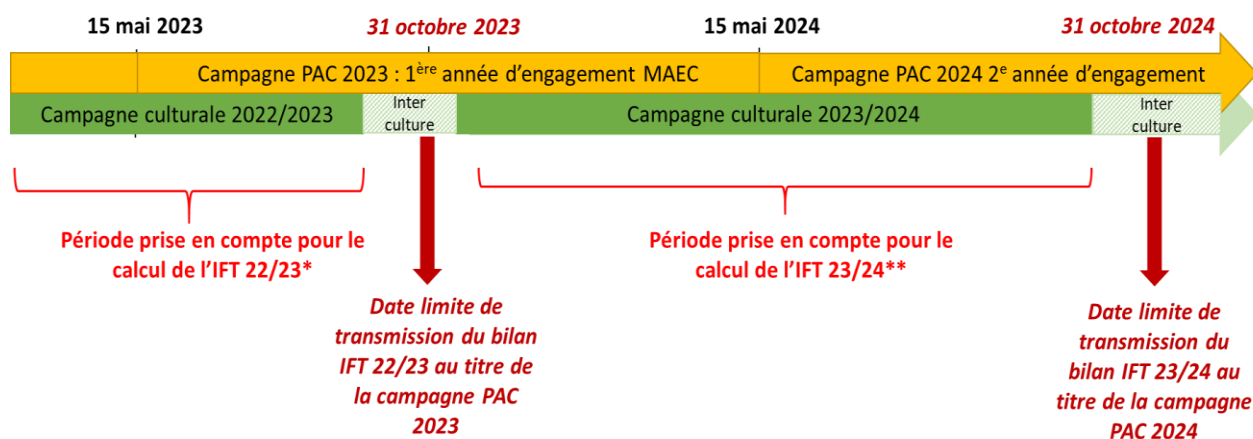 15 mai 2023
31 octobre 2023
15 mai 2024
31 octobre 2024
Campagne PAC 2023 : 1ère année d’engagement MAEC
Campagne PAC 2024 2e année d’engagement
Campagne culturale 2022/2023
Inter
culture
Campagne culturale 2023/2024
Inter
culture
Période prise en compte pour le
calcul de l’IFT 22/23*
Période prise en compte pour le
calcul de l’IFT 23/24**
Date limite de
transmission du bilan
IFT 22/23 au titre de
la campagne PAC
2023
Date limite de
transmission du
bilan IFT 23/24 au
titre de la campagne
PAC 2024